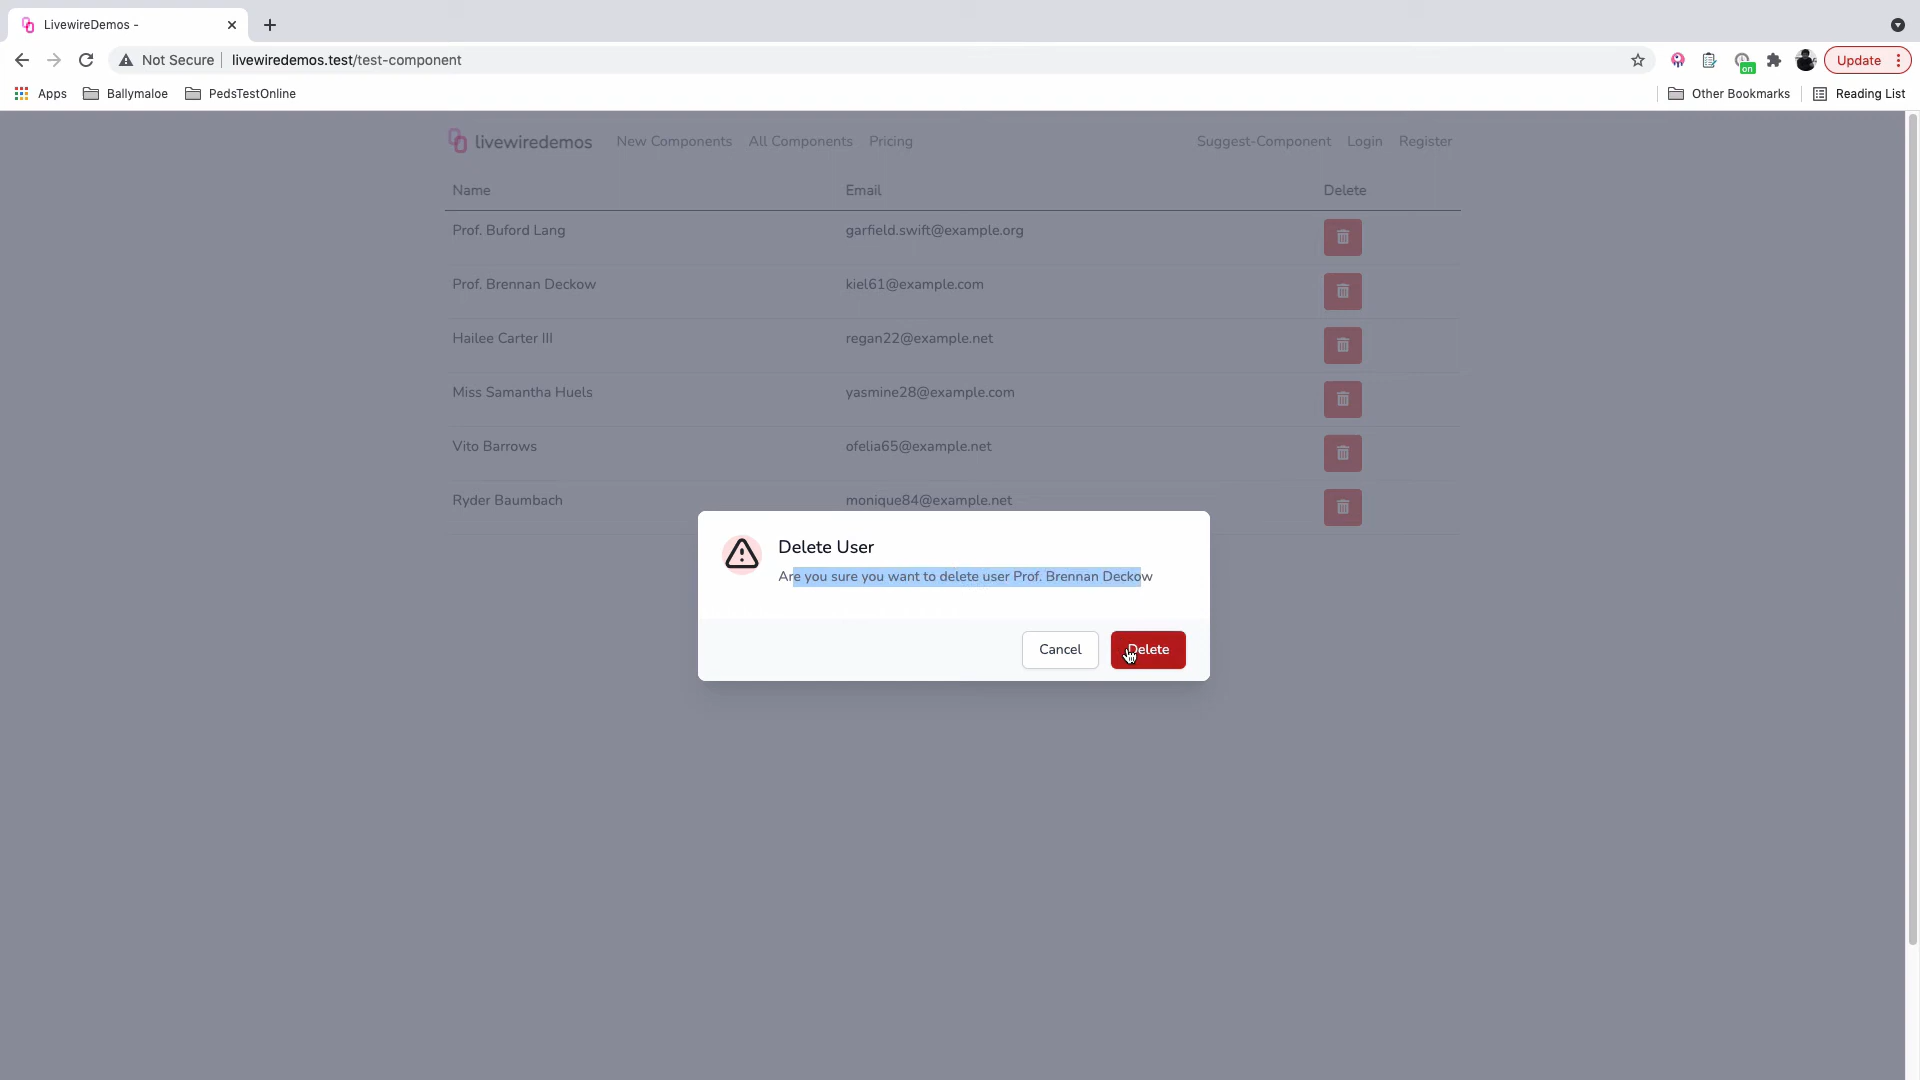 LivewireDemos -
Not Secure livewiredemos.test/test-component
on
Update
Apps Ballymaloe PedsTestOnline Other Bookmarks Reading List
livewiredemos New Components All Components Pricing Suggest-Component Login Register
Name Email Delete
Prof. Buford Lang garfield.swift@example.org
Prof. Brennan Deckow kiel61@example.com
Hailee Carter III regan22@example.net
Miss Samantha Huels yasmine28@example.com
Vito Barrows ofelia65@example.net
Ryder Baumbach monique84@example.net
Delete User
Are you sure you want to delete user Prof. Brennan Deckow
Cancel Delete